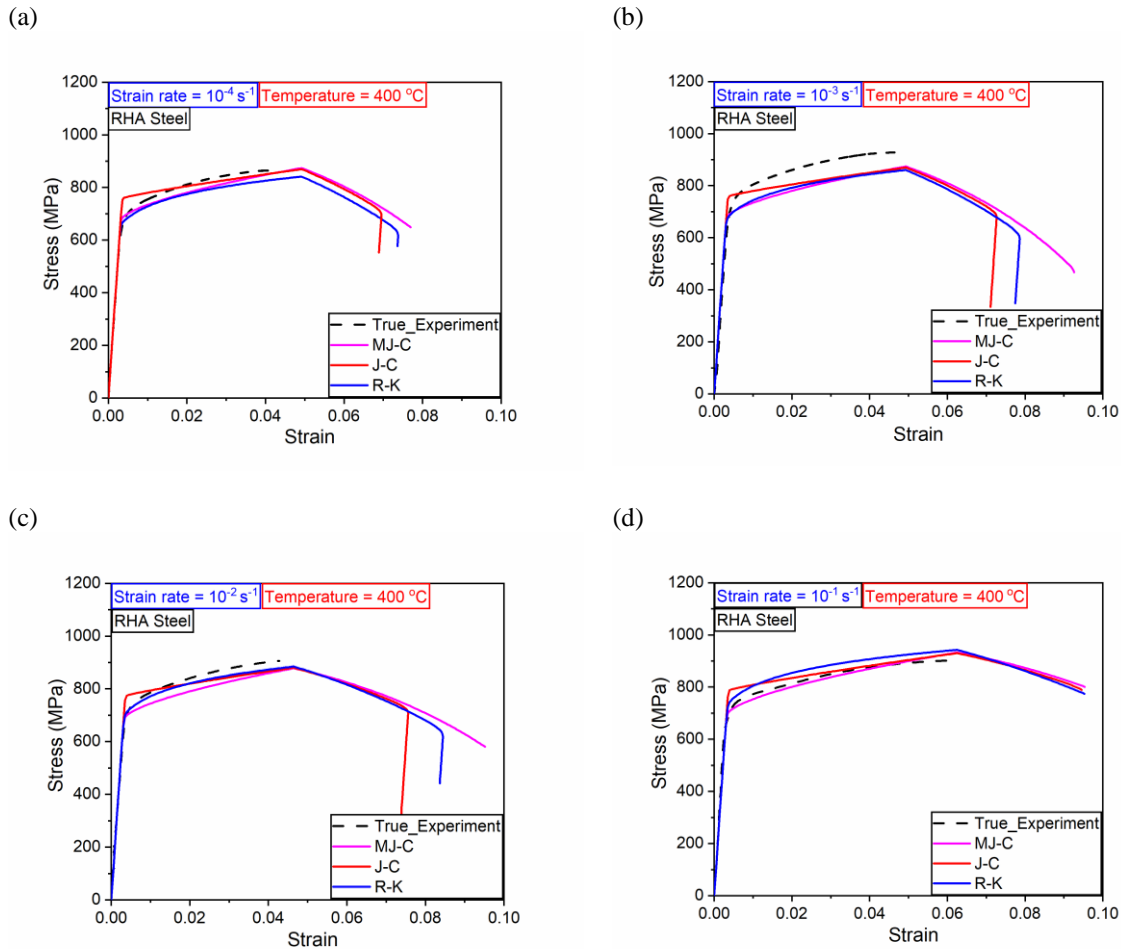 (a)
1200
1000
800
600
400
200
0
Stress (MPa)
Strain rate = 10⁻⁴ s⁻¹ Temperature = 400 °C
RHA Steel
True_Experiment
MJ-C
J-C
R-K
0.00 0.02 0.04 0.06 0.08 0.10
Strain
(b)
1200
1000
800
600
400
200
0
Stress (MPa)
Strain rate = 10⁻³ s⁻¹ Temperature = 400 °C
RHA Steel
True_Experiment
MJ-C
J-C
R-K
0.00 0.02 0.04 0.06 0.08 0.10
Strain
(c)
1200
1000
800
600
400
200
0
Stress (MPa)
Strain rate = 10⁻² s⁻¹ Temperature = 400 °C
RHA Steel
True_Experiment
MJ-C
J-C
R-K
0.00 0.02 0.04 0.06 0.08 0.10
Strain
(d)
1200
1000
800
600
400
200
0
Stress (MPa)
Strain rate = 10⁻¹ s⁻¹ Temperature = 400 °C
RHA Steel
True_Experiment
MJ-C
J-C
R-K
0.00 0.02 0.04 0.06 0.08 0.10
Strain